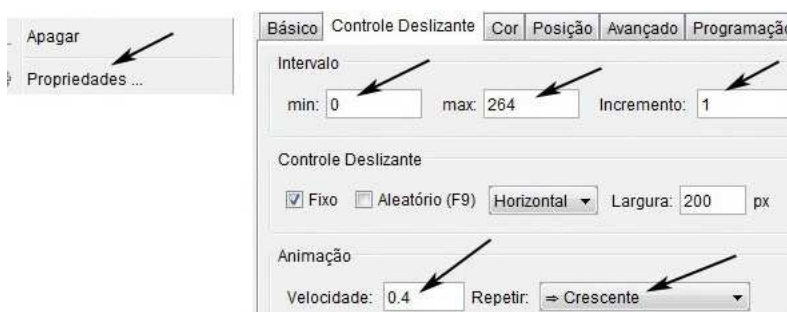 Apagar
Propriedades ...
Básico Controle Deslizante Cor Posição Avançado Programação
Intervalo
min: 0 max: 264 Incremento: 1
Controle Deslizante
Fixo Aleatório (F9) Horizontal Largura: 200 px
Animação
Velocidade: 0.4 Repetir: ⇒ Crescente